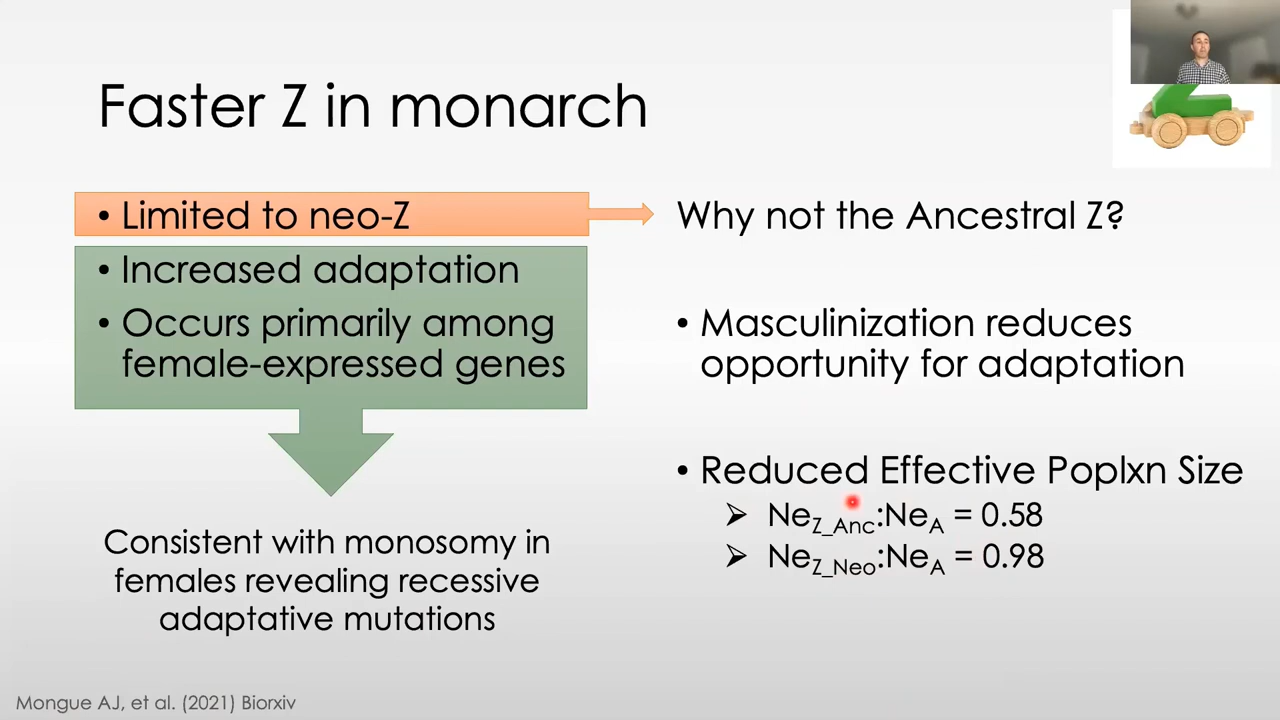 Faster Z in monarch
• Limited to neo-Z
• Increased adaptation
• Occurs primarily among
female-expressed genes
Consistent with monosomy in
females revealing recessive
adaptative mutations
Why not the Ancestral Z?
• Masculinization reduces
opportunity for adaptation
• Reduced Effective Poplxn Size
➢ NeZ_Anc:NeA = 0.58
➢ NeZ_Neo:NeA = 0.98
Mongue AJ, et al. (2021) Biorxiv